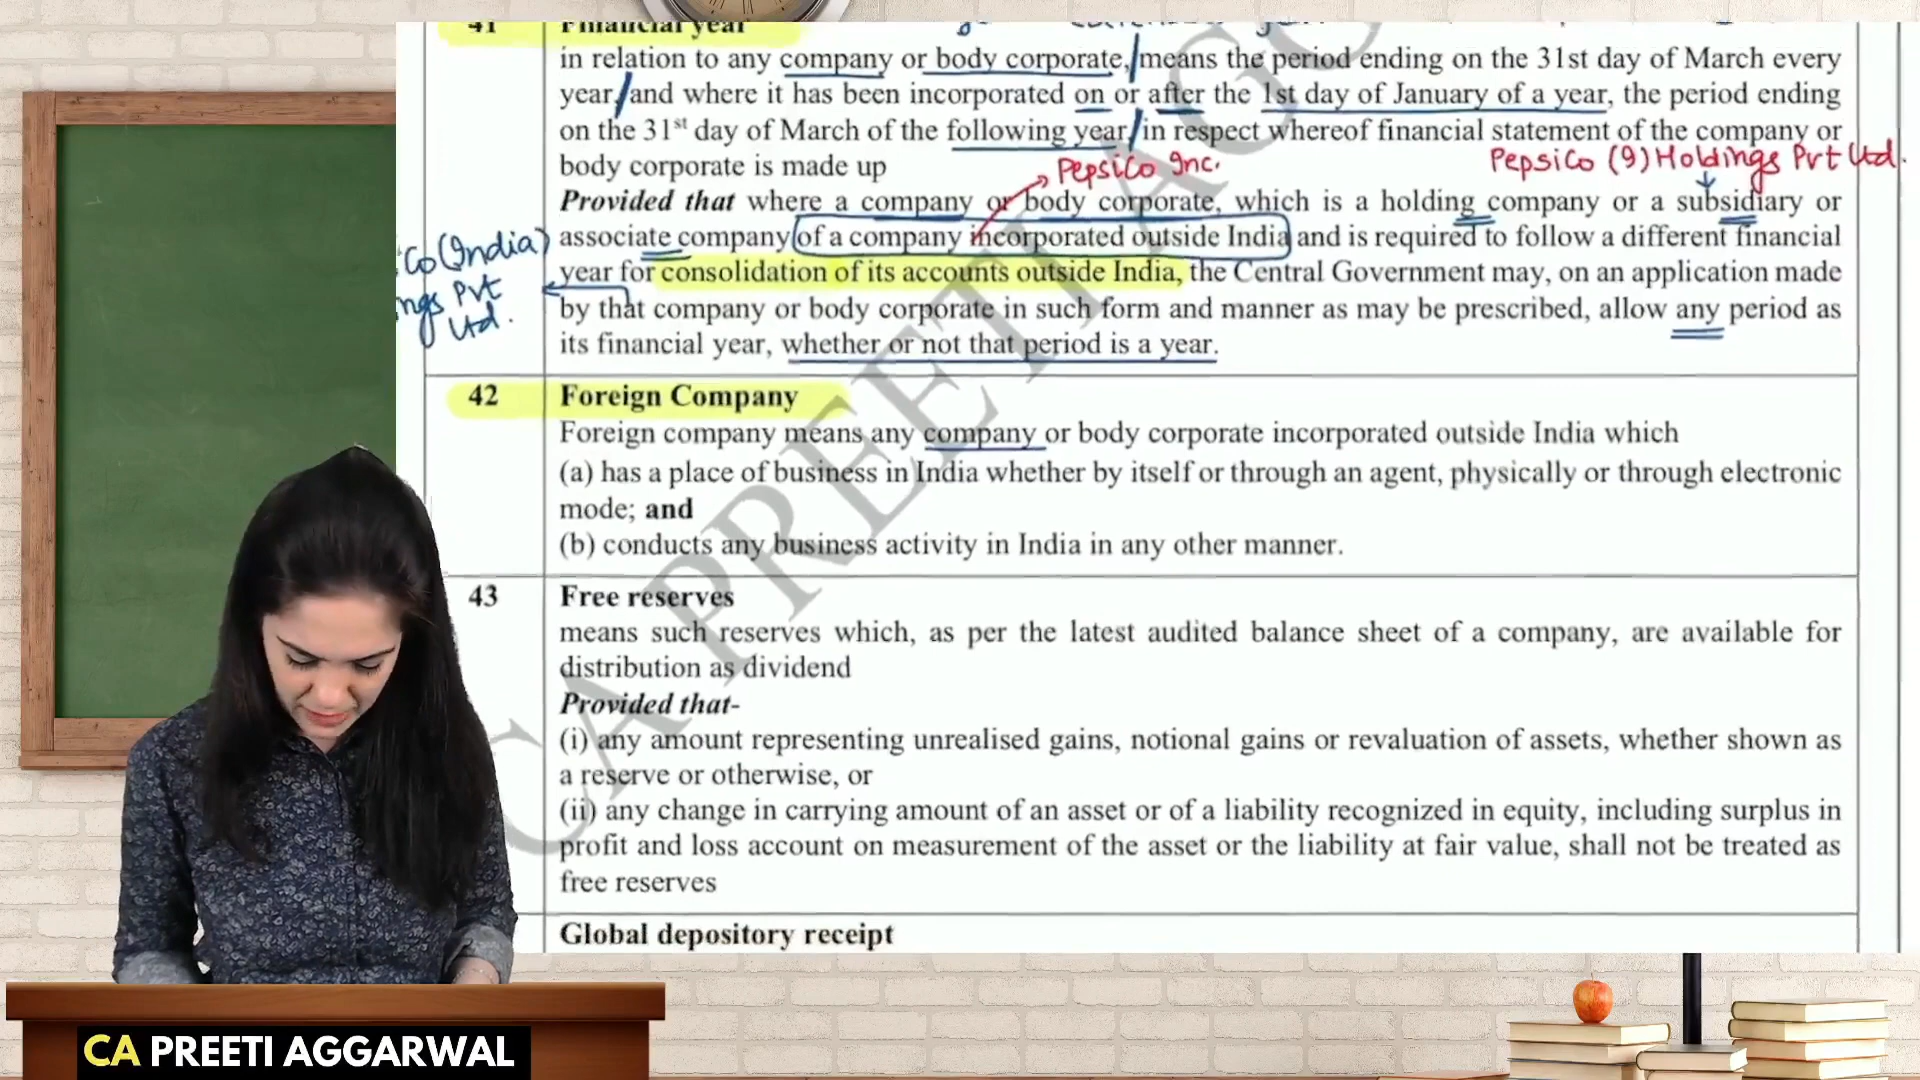 41 Financial year
in relation to any company or body corporate, means the period ending on the 31st day of March every
year, and where it has been incorporated on or after the 1st day of January of a year, the period ending
on the 31st day of March of the following year, in respect whereof financial statement of the company or
body corporate is made up
PepsiCo Inc.
PepsiCo (I) Holdings Pvt Ltd.
Provided that where a company or body corporate, which is a holding company or a subsidiary or
associate company of a company incorporated outside India and is required to follow a different financial
year for consolidation of its accounts outside India, the Central Government may, on an application made
by that company or body corporate in such form and manner as may be prescribed, allow any period as
its financial year, whether or not that period is a year.
Co (India)
ngs Pvt
Ltd.
42 Foreign Company
Foreign company means any company or body corporate incorporated outside India which
(a) has a place of business in India whether by itself or through an agent, physically or through electronic
mode; and
(b) conducts any business activity in India in any other manner.
43 Free reserves
means such reserves which, as per the latest audited balance sheet of a company, are available for
distribution as dividend
Provided that-
(i) any amount representing unrealised gains, notional gains or revaluation of assets, whether shown as
a reserve or otherwise, or
(ii) any change in carrying amount of an asset or of a liability recognized in equity, including surplus in
profit and loss account on measurement of the asset or the liability at fair value, shall not be treated as
free reserves
Global depository receipt
CA PREETI AGG
CA PREETI AGGARWAL